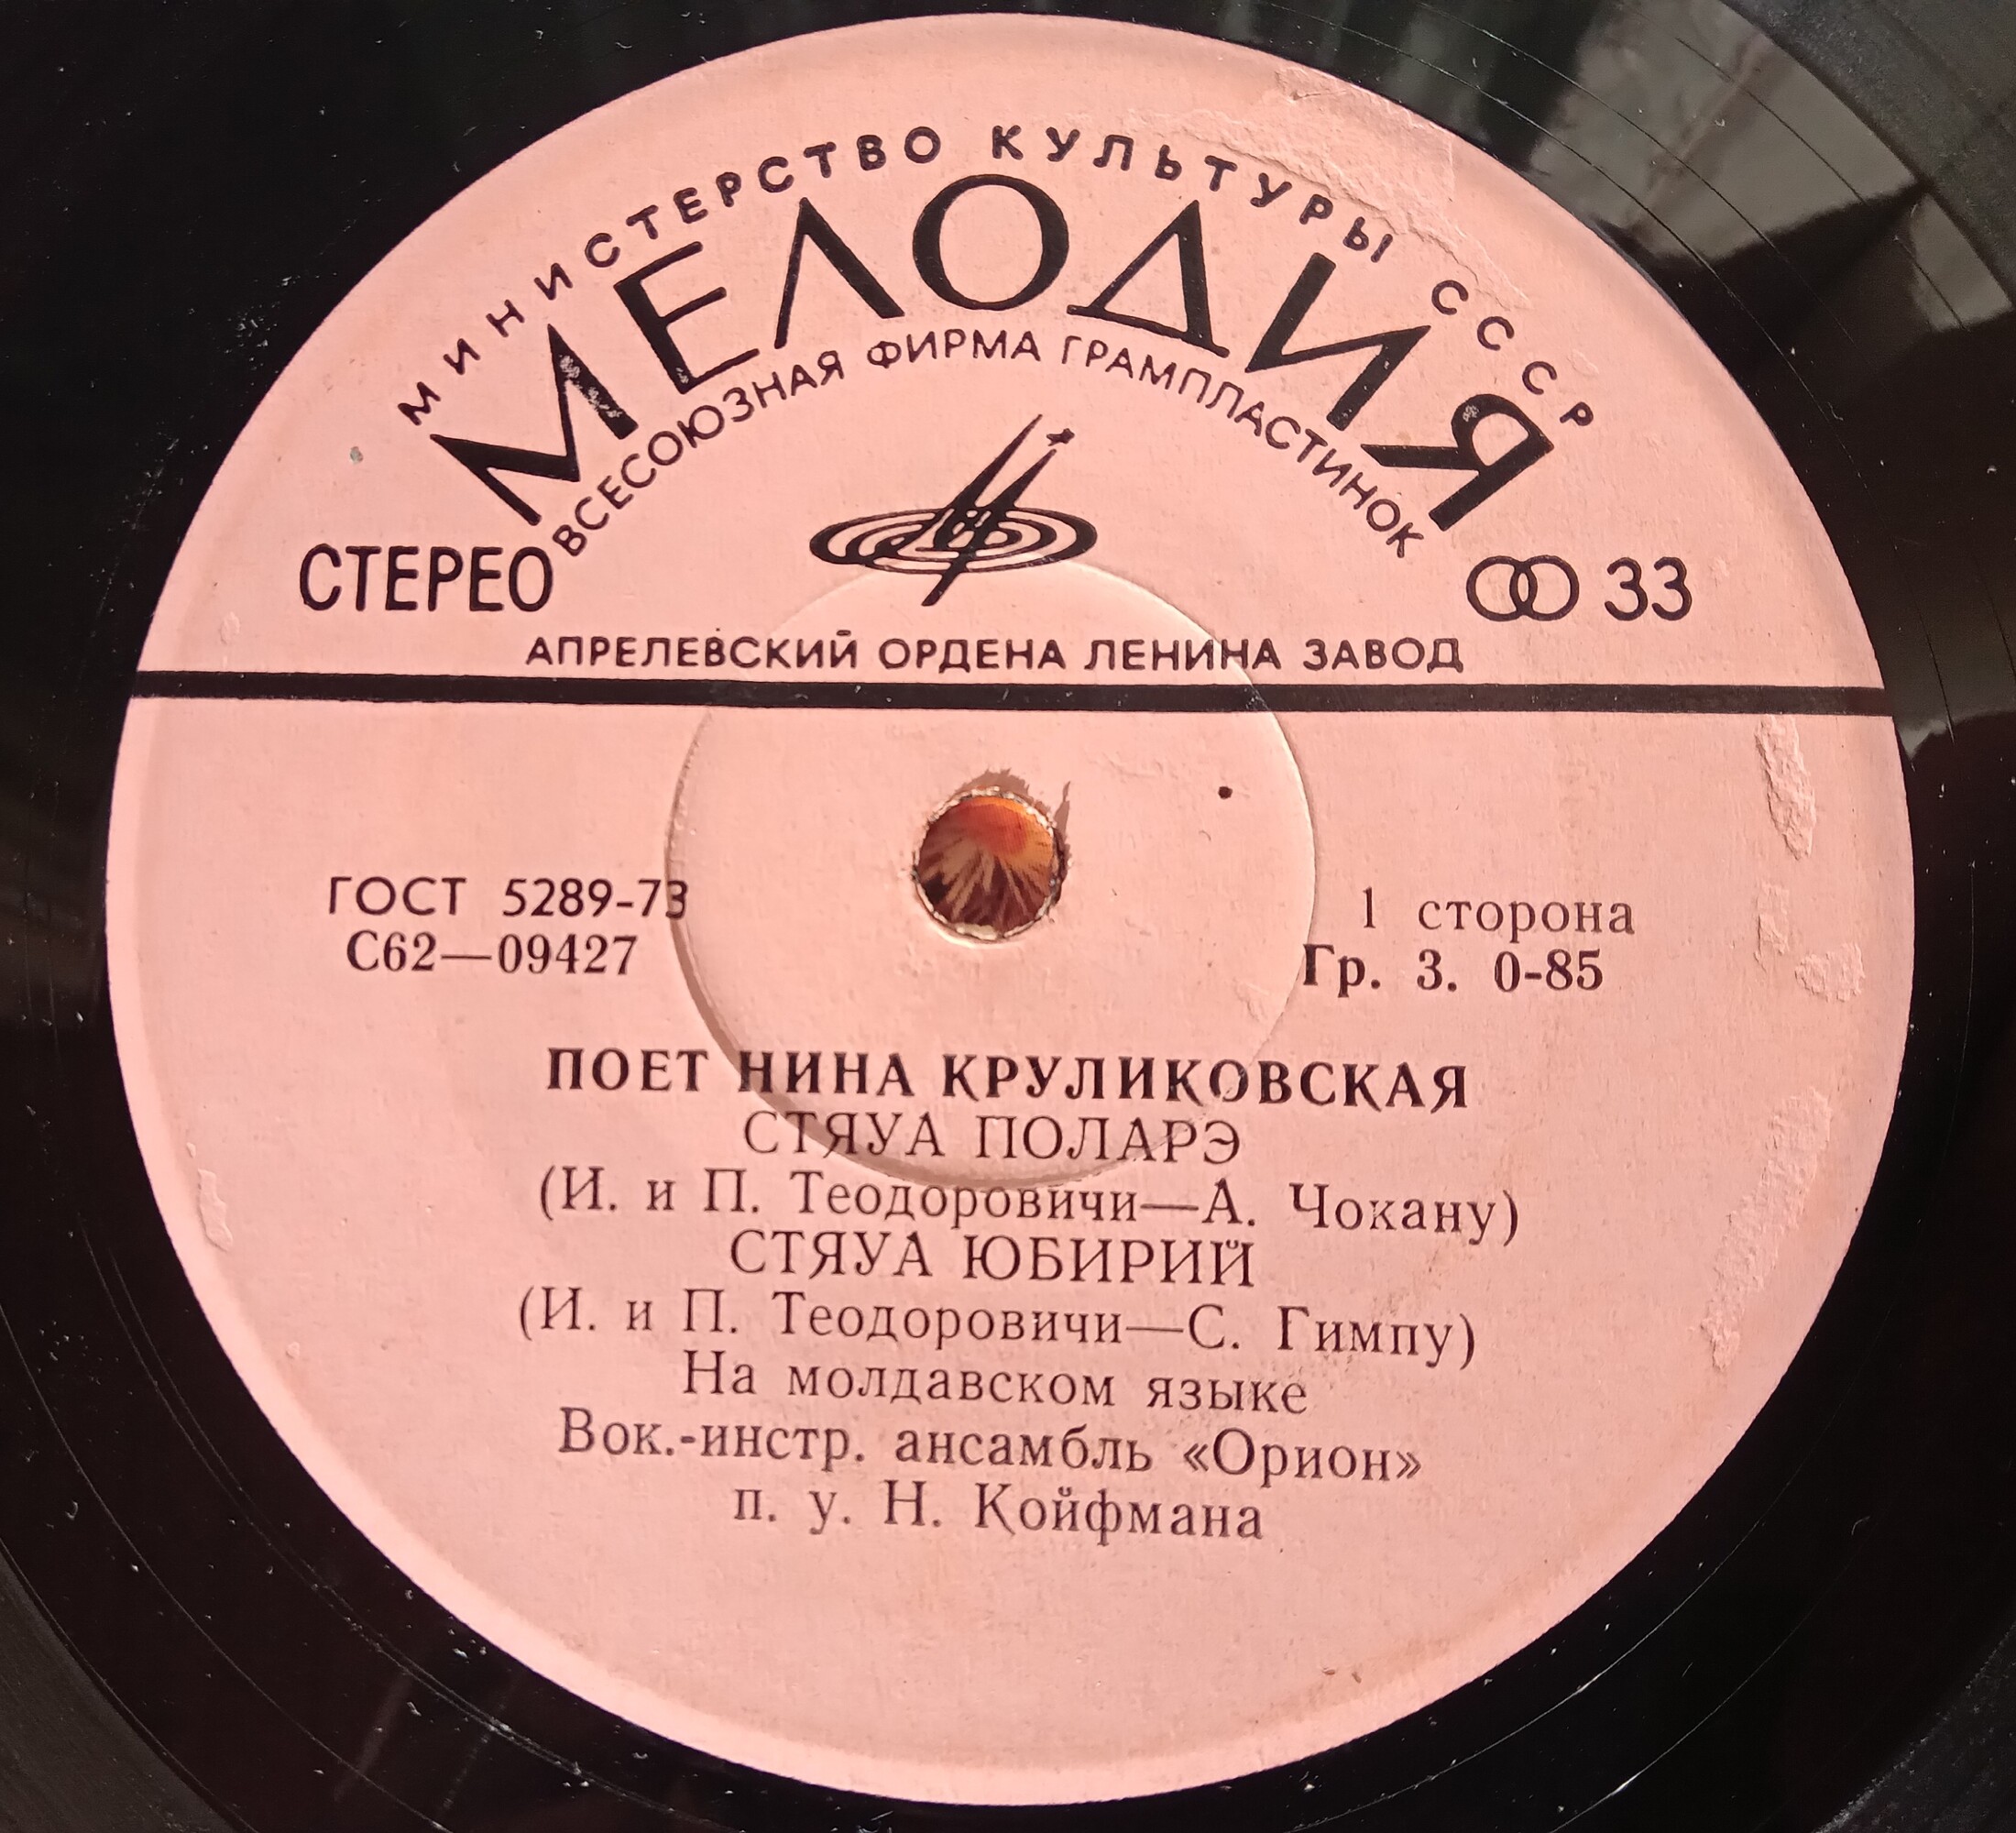 МИНИСТЕРСТВО КУЛЬТУРЫ СССР
МЕЛОДИЯ
ВСЕСОЮЗНАЯ ФИРМА ГРАМПЛАСТИНОК
СТЕРЕО
33
АПРЕЛЕВСКИЙ ОРДЕНА ЛЕНИНА ЗАВОД
ГОСТ 5289-73
С62—09427
1 сторона
Гр. 3. 0-85
ПОЕТ НИНА КРУЛИКОВСКАЯ
СТЯУА ПОЛАРЭ
(И. и П. Теодоровичи—А. Чокану)
СТЯУА ЮБИРИЙ
(И. и П. Теодоровичи—С. Гимпу)
На молдавском языке
Вок.-инстр. ансамбль «Орион»
п. у. Н. Койфмана